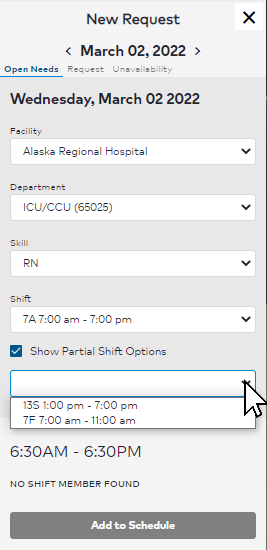 New Request
March 02, 2022
Open Needs Request Unavailability
Wednesday, March 02 2022
Facility
Alaska Regional Hospital
Department
ICU/CCU (65025)
Skill
RN
Shift
7A 7:00 am - 7:00 pm
Show Partial Shift Options
13S 1:00 pm - 7:00 pm
7F 7:00 am - 11:00 am
6:30AM - 6:30PM
NO SHIFT MEMBER FOUND
Add to Schedule